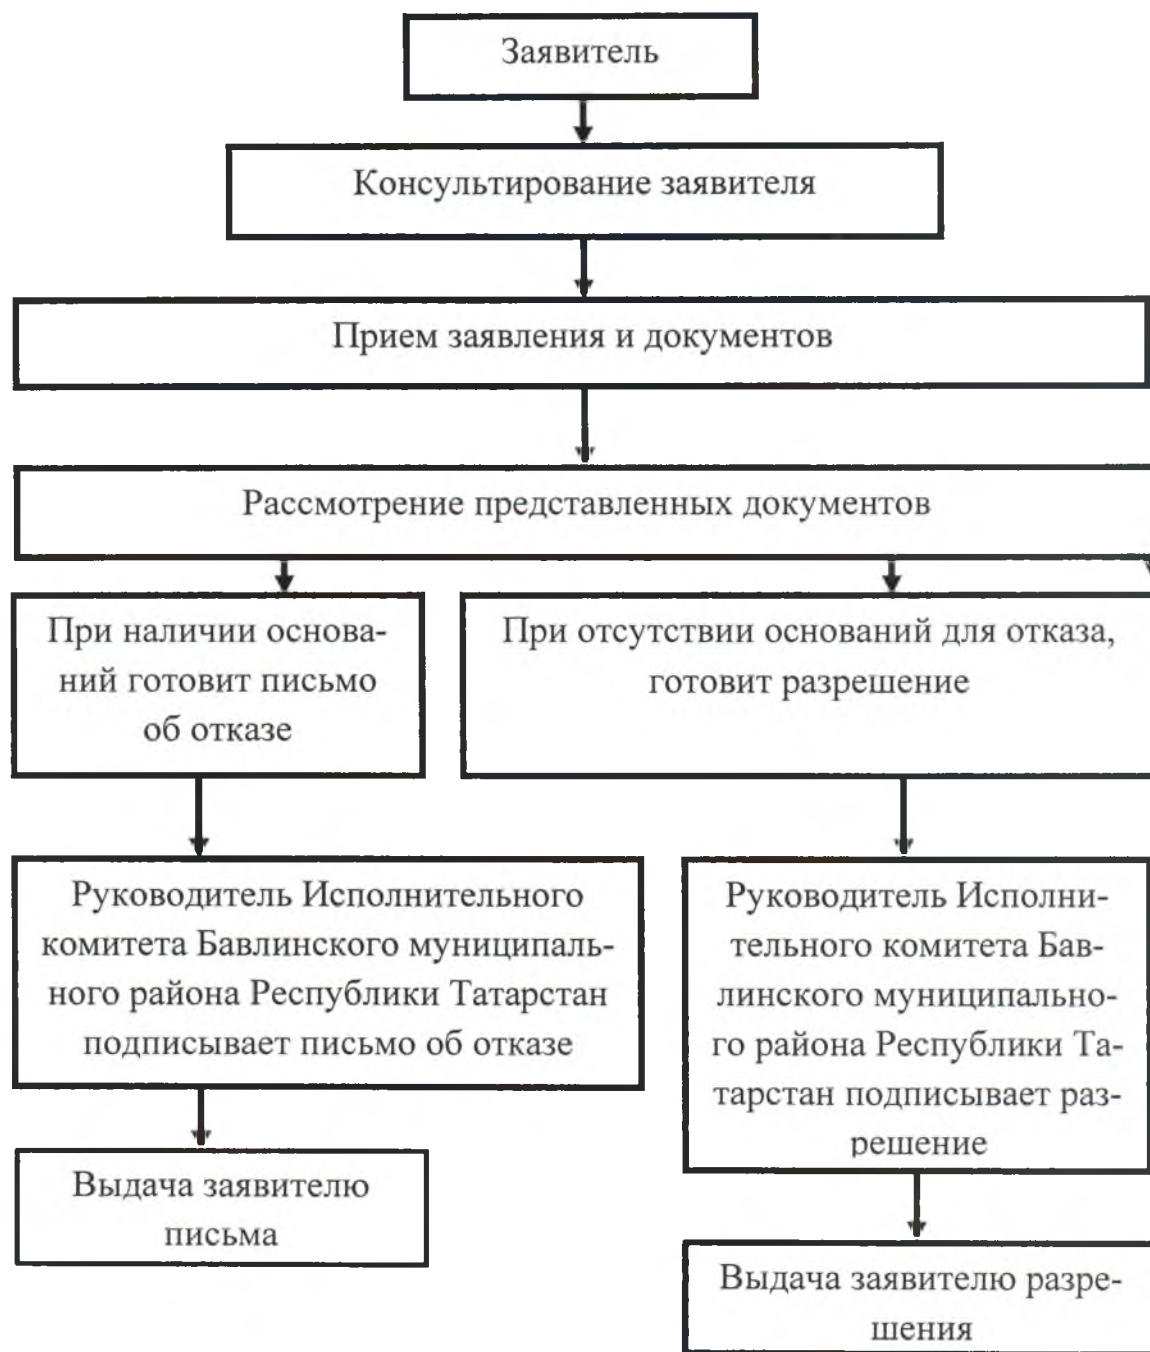 Заявитель
Консультирование заявителя
Прием заявления и документов
Рассмотрение представленных документов
При наличии основа-
ний готовит письмо
об отказе
При отсутствии оснований для отказа,
готовит разрешение
Руководитель Исполнительного
комитета Бавлинского муниципаль-
ного района Республики Татарстан
подписывает письмо об отказе
Руководитель Исполни-
тельного комитета Бав-
линского муниципально-
го района Республики Та-
тарстан подписывает раз-
решение
Выдача заявителю
письма
Выдача заявителю разре-
шения